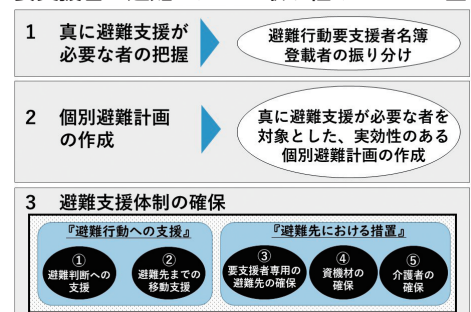 1 真に避難支援が
必要な者の把握
避難行動要支援者名簿
登載者の振り分け
2 個別避難計画
の作成
真に避難支援が必要な者を
対象とした、実効性のある
個別避難計画の作成
3 避難支援体制の確保
『避難行動への支援』
①
避難判断への
支援
②
避難先までの
移動支援
『避難先における措置』
③
要支援者専用の
避難先の確保
④
資機材の
確保
⑤
介護者の
確保